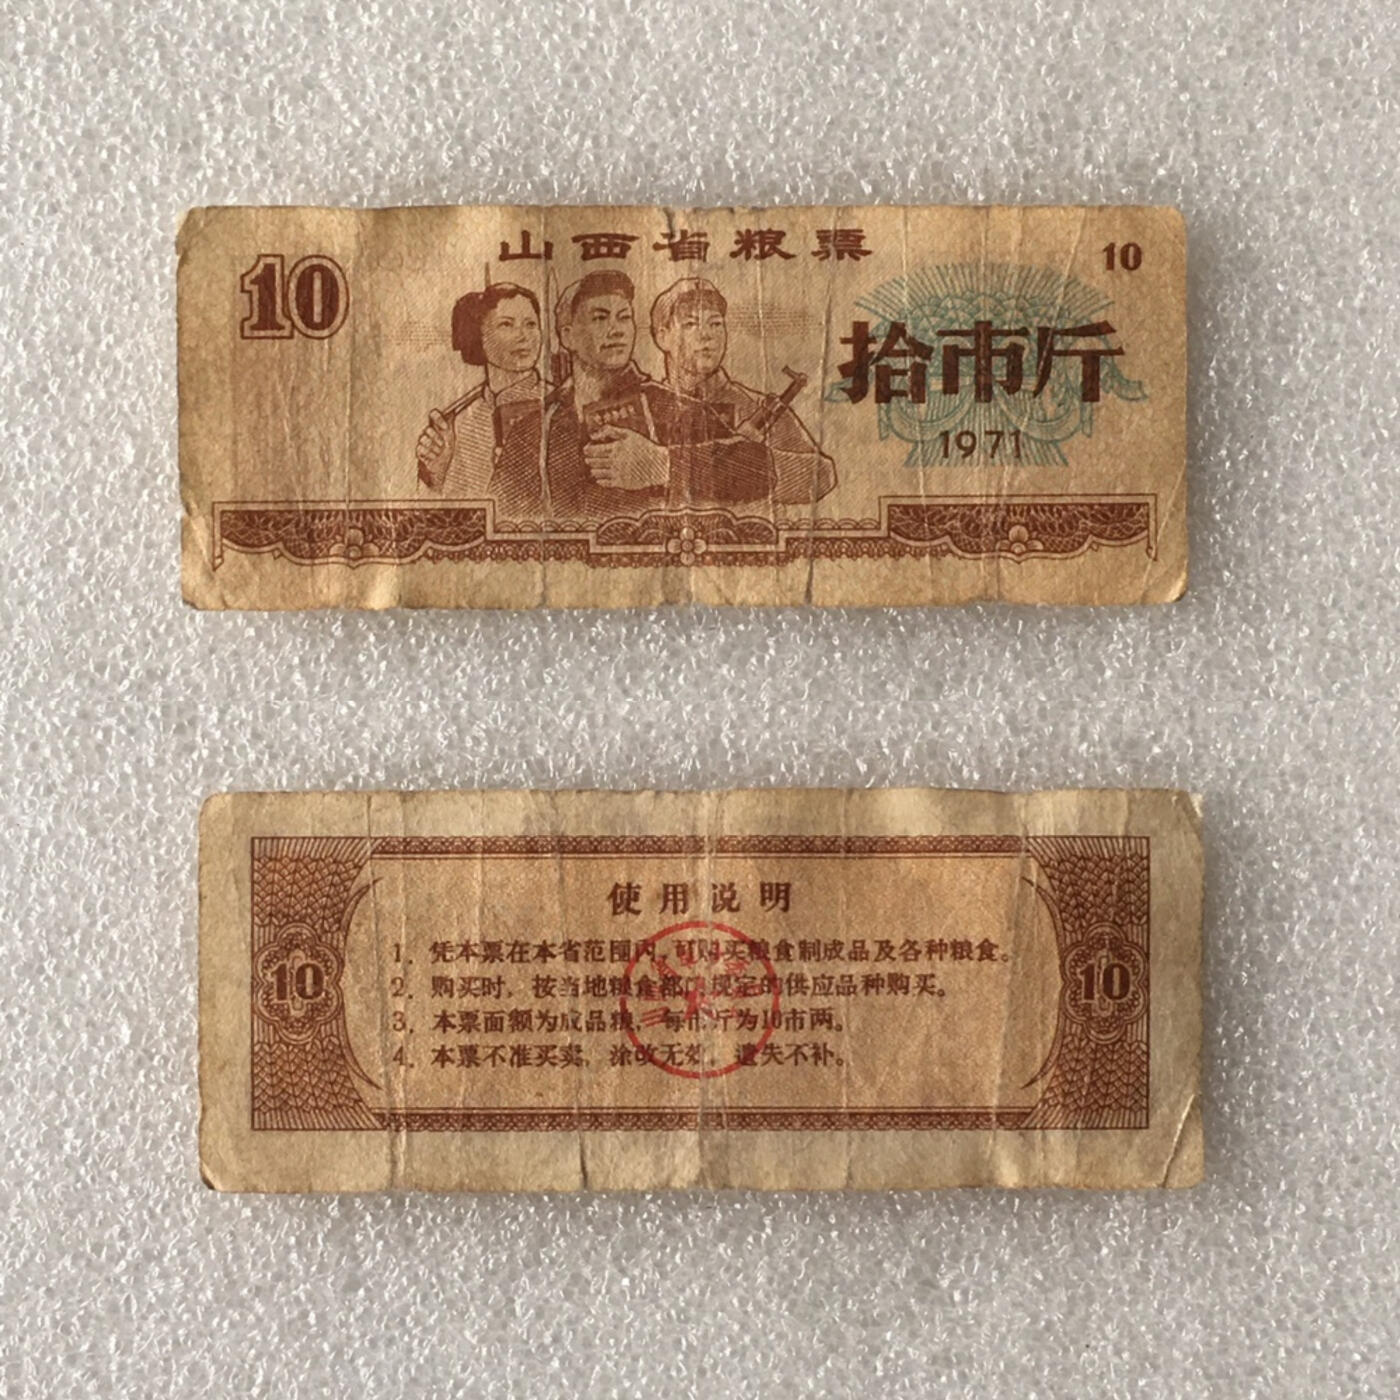 山西省粮票
10
10
拾市斤
1971
使用说明
1. 凭本票在本省范围内,可购买粮食制成品及各种粮食。
2. 购买时,按当地粮食部门规定的供应品种购买。
3. 本票面额为成品粮,每市斤为10市两。
4. 本票不准买卖,涂改无效,遗失不补。
10
10